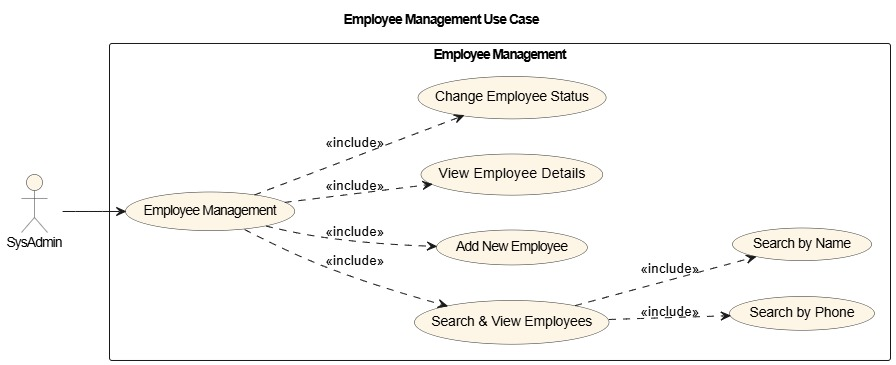 Employee Management Use Case
Employee Management
Change Employee Status
«include»
View Employee Details
«include»
Employee Management
SysAdmin
«include»
Add New Employee
«include»
Search & View Employees
«include»
Search by Name
«include»
Search by Phone